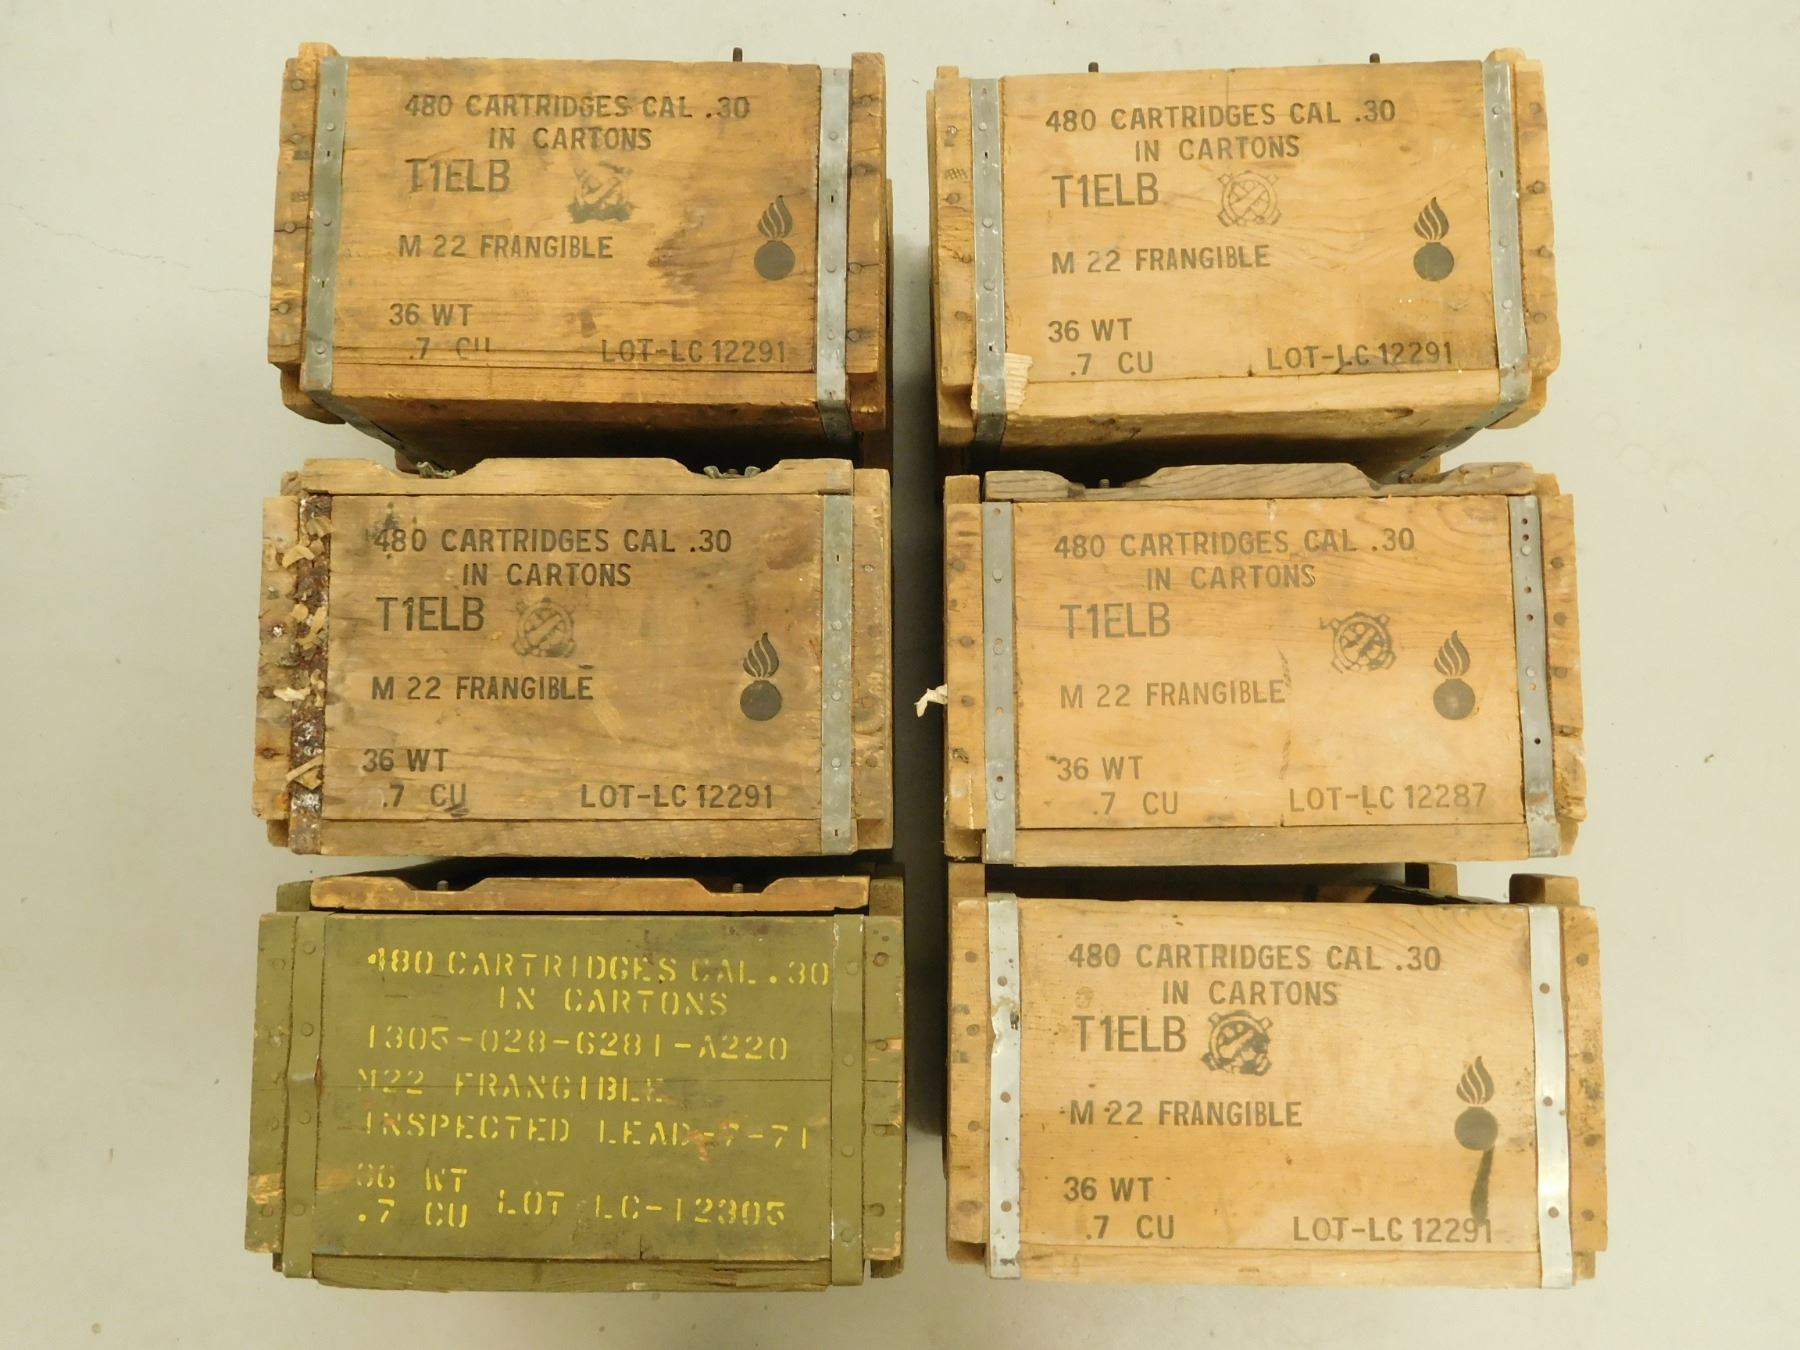 480 CARTRIDGES CAL .30
IN CARTONS
T1ELB
M 22 FRANGIBLE
36 WT
.7 CU
LOT-LC 12291
480 CARTRIDGES CAL .30
IN CARTONS
T1ELB
M 22 FRANGIBLE
36 WT
.7 CU
LOT-LC 12291
480 CARTRIDGES CAL .30
IN CARTONS
T1ELB
M 22 FRANGIBLE
36 WT
.7 CU
LOT-LC 12291
480 CARTRIDGES CAL .30
IN CARTONS
T1ELB
M 22 FRANGIBLE
36 WT
.7 CU
LOT-LC 12287
480 CARTRIDGES CAL .30
IN CARTONS
1305-028-6281-A220
M22 FRANGIBLE
INSPECTED LEAD-7-71
36 WT
.7 CU LOT LC-12305
480 CARTRIDGES CAL .30
IN CARTONS
T1ELB
M 22 FRANGIBLE
36 WT
.7 CU
LOT-LC 12291